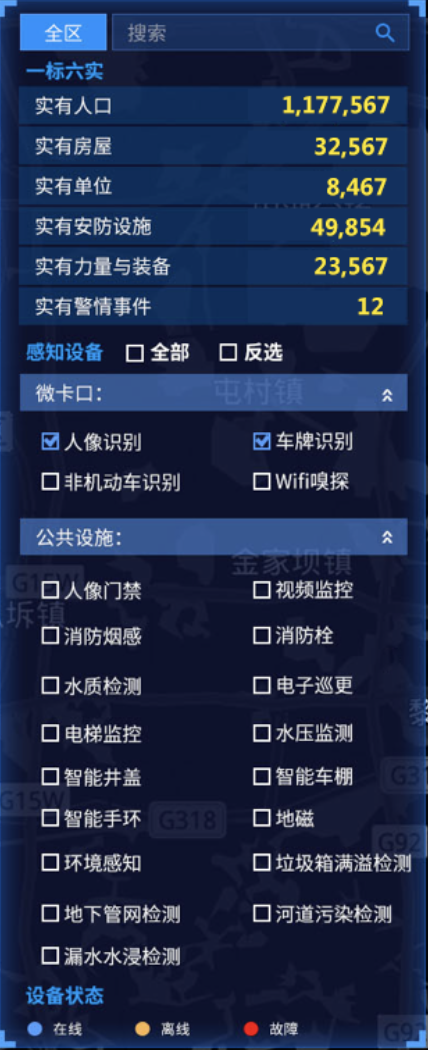 全区 搜索
一标六实
实有人口 1,177,567
实有房屋 32,567
实有单位 8,467
实有安防设施 49,854
实有力量与装备 23,567
实有警情事件 12
感知设备 全部 反选
屯村镇
微卡口：
人像识别 车牌识别
非机动车识别 Wifi嗅探
公共设施：
金家坝镇
G15W
人像门禁 视频监控
坼镇
消防烟感 消防栓
水质检测 电子巡更
黎
电梯监控 水压监测
智能井盖 智能车棚
G31
G15W
智能手环 地磁
G318
G92
环境感知 垃圾箱满溢检测
地下管网检测 河道污染检测
漏水水浸检测
设备状态
在线 离线 故障
G92